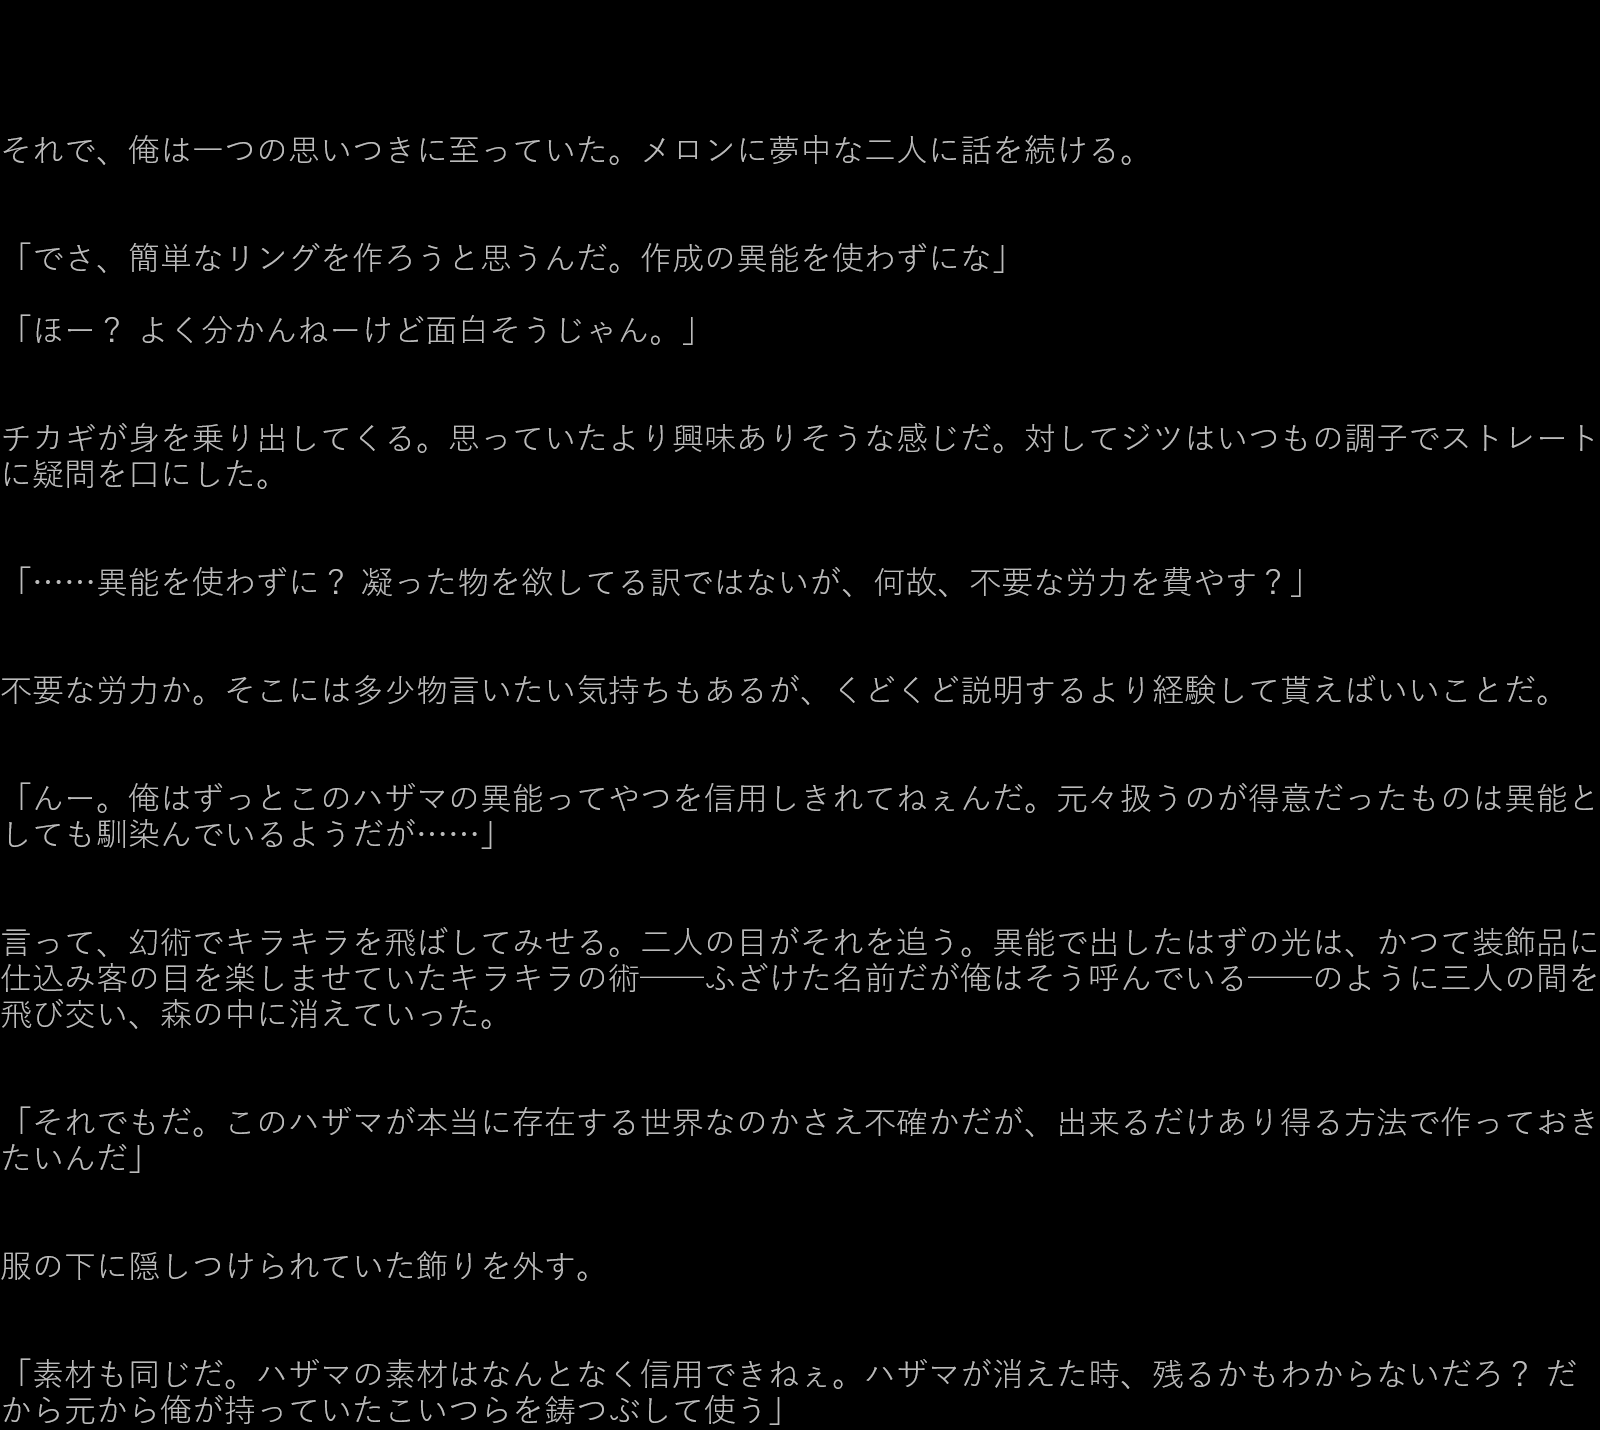 それで、俺は一つの思いつきに至っていた。メロンに夢中な二人に話を続ける。
「でさ、簡単なリングを作ろうと思うんだ。作成の異能を使わずにな」
「ほー？ よく分かんねーけど面白そうじゃん。」
チカギが身を乗り出してくる。思っていたより興味ありそうな感じだ。対してジツはいつもの調子でストレート
に疑問を口にした。
「……異能を使わずに？ 凝った物を欲してる訳ではないが、何故、不要な労力を費やす？」
不要な労力か。そこには多少物言いたい気持ちもあるが、くどくど説明するより経験して貰えばいいことだ。
「んー。俺はずっとこのハザマの異能ってやつを信用しきれてねぇんだ。元々扱うのが得意だったものは異能と
しても馴染んでいるようだが……」
言って、幻術でキラキラを飛ばしてみせる。二人の目がそれを追う。異能で出したはずの光は、かつて装飾品に
仕込み客の目を楽しませていたキラキラの術――ふざけた名前だが俺はそう呼んでいる――のように三人の間を
飛び交い、森の中に消えていった。
「それでもだ。このハザマが本当に存在する世界なのかさえ不確かだが、出来るだけあり得る方法で作っておき
たいんだ」
服の下に隠しつけられていた飾りを外す。
「素材も同じだ。ハザマの素材はなんとなく信用できねぇ。ハザマが消えた時、残るかもわからないだろ？ だ
から元から俺が持っていたこいつらを鋳つぶして使う」